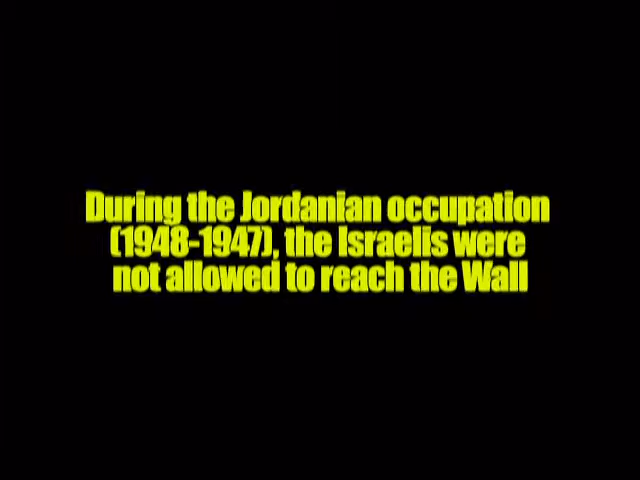 During the Jordanian occupation
(1948-1947), the Israelis were
not allowed to reach the Wall